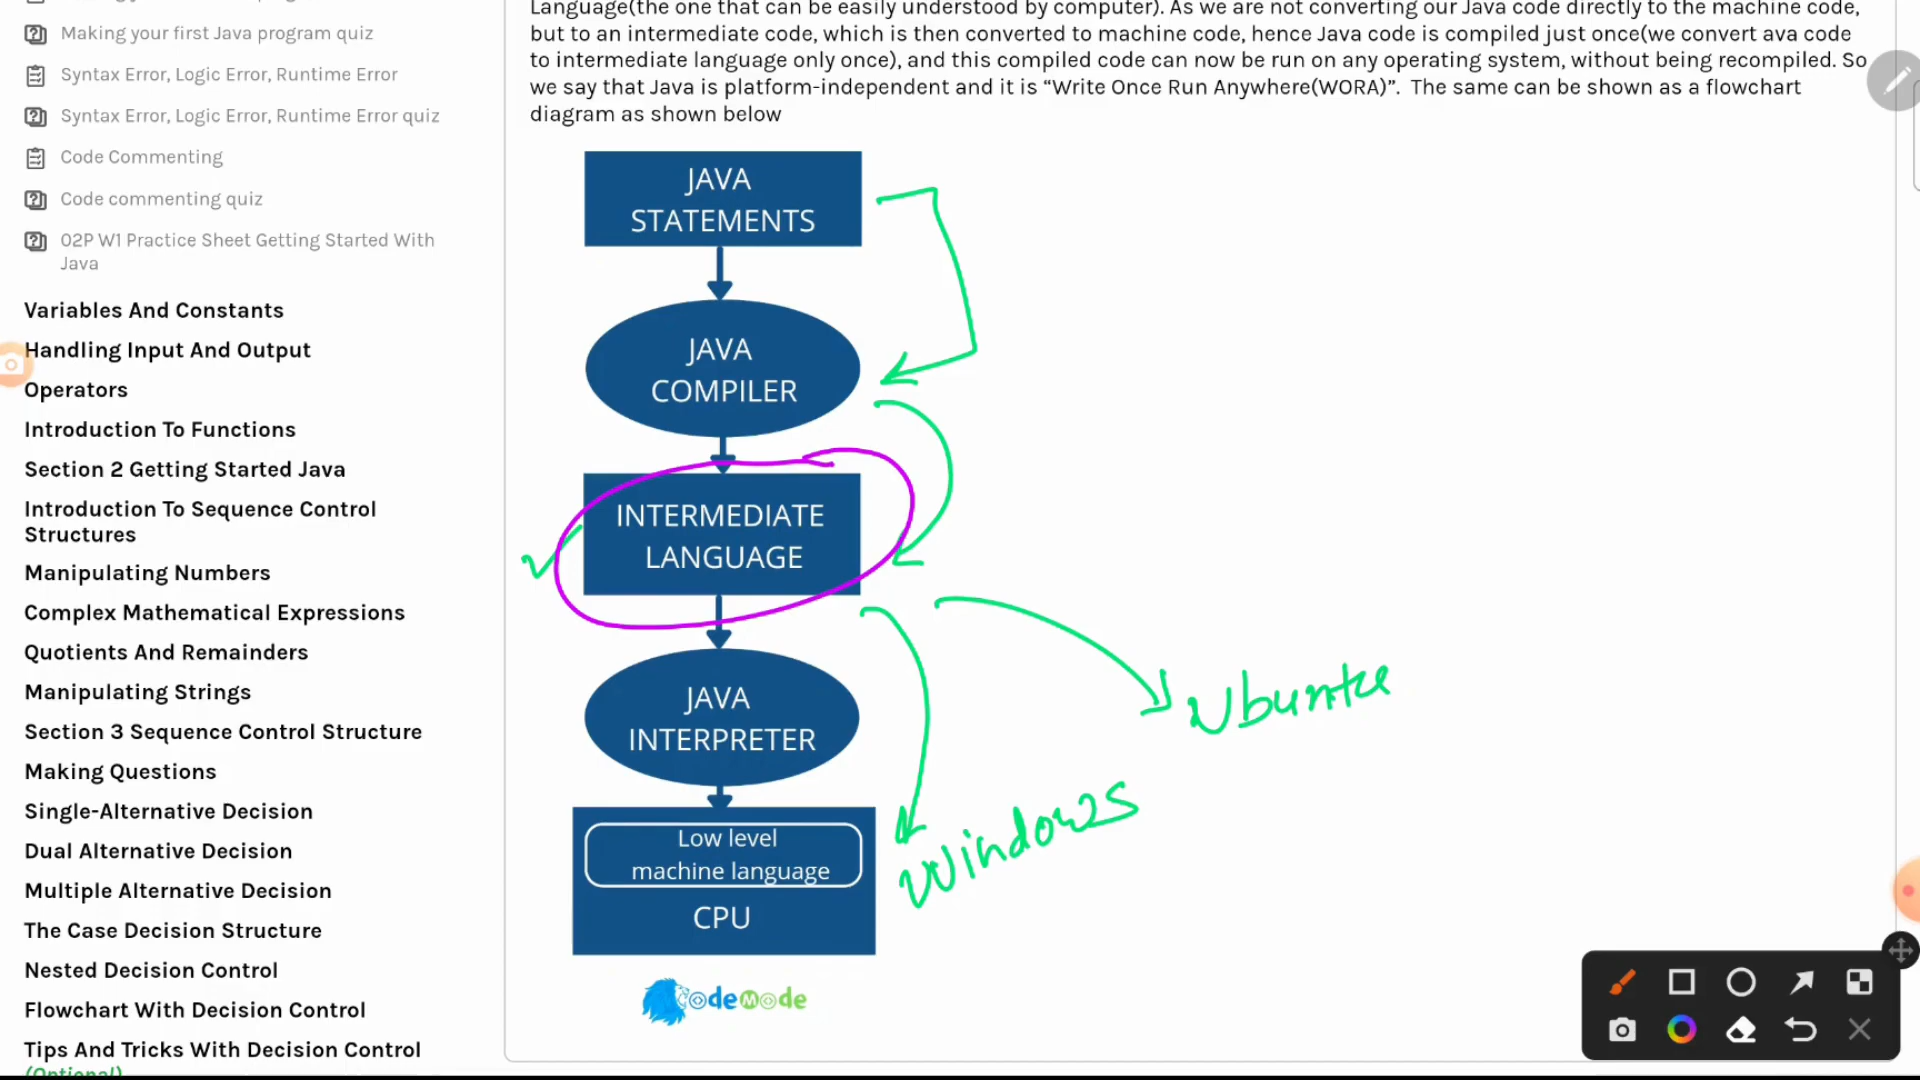 Making your first Java program quiz
Syntax Error, Logic Error, Runtime Error
Syntax Error, Logic Error, Runtime Error quiz
Code Commenting
Code commenting quiz
02P W1 Practice Sheet Getting Started With
Java
Variables And Constants
Handling Input And Output
Operators
Introduction To Functions
Section 2 Getting Started Java
Introduction To Sequence Control
Structures
Manipulating Numbers
Complex Mathematical Expressions
Quotients And Remainders
Manipulating Strings
Section 3 Sequence Control Structure
Making Questions
Single-Alternative Decision
Dual Alternative Decision
Multiple Alternative Decision
The Case Decision Structure
Nested Decision Control
Flowchart With Decision Control
Tips And Tricks With Decision Control
(Optional)
Language(the one that can be easily understood by computer). As we are not converting our Java code directly to the machine code,
but to an intermediate code, which is then converted to machine code, hence Java code is compiled just once(we convert ava code
to intermediate language only once), and this compiled code can now be run on any operating system, without being recompiled. So
we say that Java is platform-independent and it is “Write Once Run Anywhere(WORA)”. The same can be shown as a flowchart
diagram as shown below
JAVA
STATEMENTS
JAVA
COMPILER
INTERMEDIATE
LANGUAGE
JAVA
INTERPRETER
Low level
machine language
CPU
Ubuntu
Windows
CodeMode